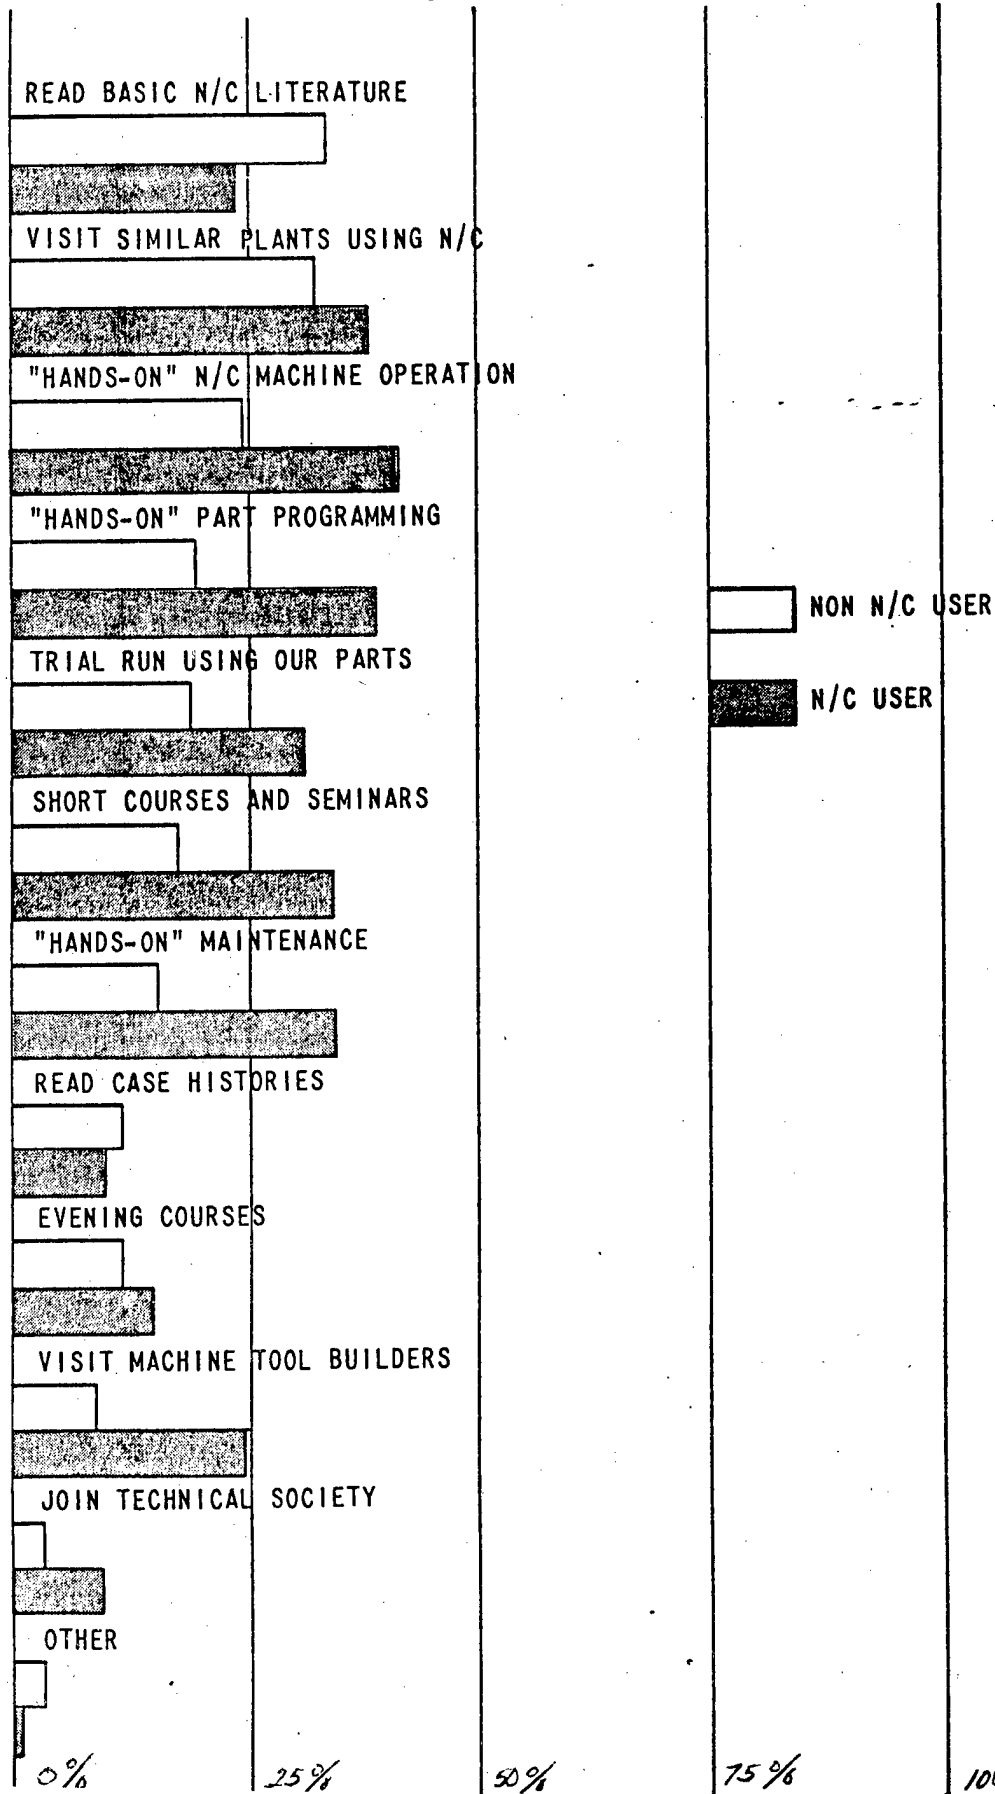 READ BASIC N/C LITERATURE
VISIT SIMILAR PLANTS USING N/C
"HANDS-ON" N/C MACHINE OPERATION
"HANDS-ON" PART PROGRAMMING
NON N/C USER
TRIAL RUN USING OUR PARTS
N/C USER
SHORT COURSES AND SEMINARS
"HANDS-ON" MAINTENANCE
READ CASE HISTORIES
EVENING COURSES
VISIT MACHINE TOOL BUILDERS
JOIN TECHNICAL SOCIETY
OTHER
0% 25% 50% 75% 10